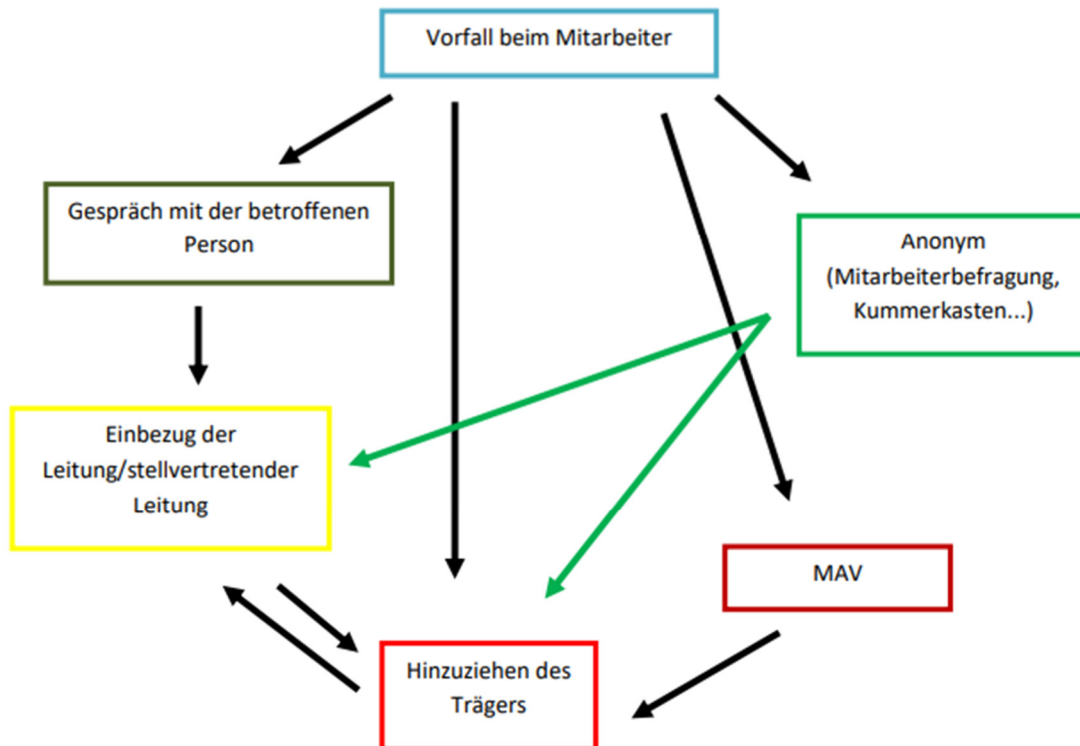 Vorfall beim Mitarbeiter
Gespräch mit der betroffenen
Person
Anonym
(Mitarbeiterbefragung,
Kummerkasten...)
Einbezug der
Leitung/stellvertretender
Leitung
MAV
Hinzuziehen des
Trägers